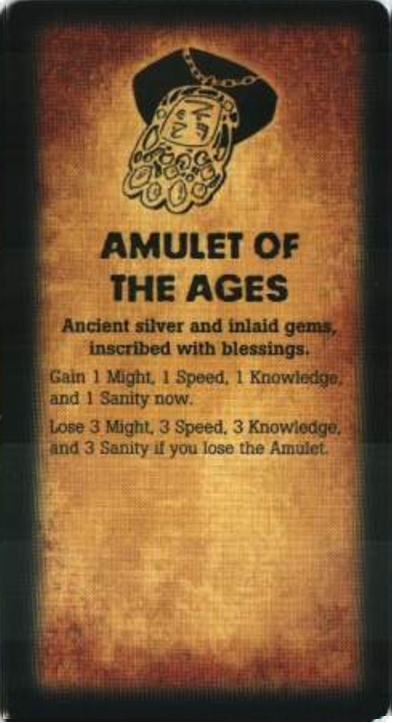 AMULET OF
THE AGES
Ancient silver and inlaid gems,
inscribed with blessings.
Gain 1 Might, 1 Speed, 1 Knowledge,
and 1 Sanity now.
Lose 3 Might, 3 Speed, 3 Knowledge,
and 3 Sanity if you lose the Amulet.